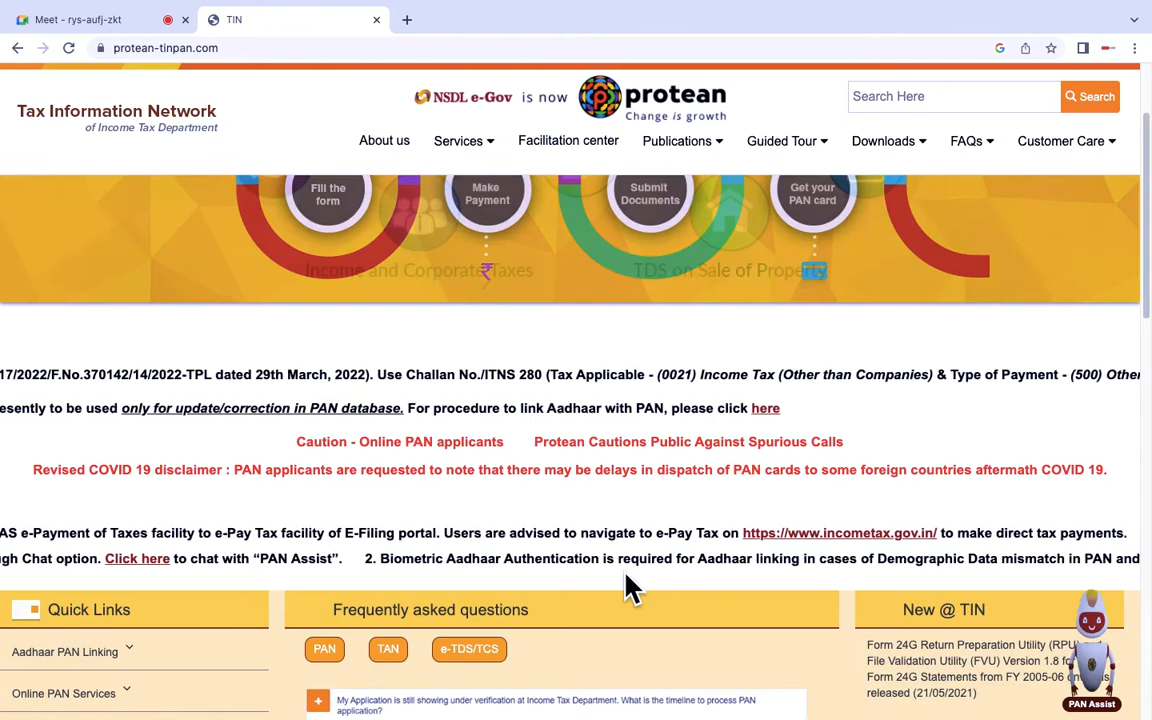 Meet - rys-aufj-zkt
TIN
protean-tinpan.com
Tax Information Network
of Income Tax Department
NSDL e-Gov is now protean
Change is growth
Search Here
Search
About us
Services
Facilitation center
Publications
Guided Tour
Downloads
FAQs
Customer Care
Fill the
form
Make
Payment
Submit
Documents
Get your
PAN card
Income and Corporate Taxes
TDS on Sale of Property
17/2022/F.No.370142/14/2022-TPL dated 29th March, 2022). Use Challan No./ITNS 280 (Tax Applicable - (0021) Income Tax (Other than Companies) & Type of Payment - (500) Other
esently to be used only for update/correction in PAN database. For procedure to link Aadhaar with PAN, please click here
Caution - Online PAN applicants Protean Cautions Public Against Spurious Calls
Revised COVID 19 disclaimer : PAN applicants are requested to note that there may be delays in dispatch of PAN cards to some foreign countries aftermath COVID 19.
AS e-Payment of Taxes facility to e-Pay Tax facility of E-Filing portal. Users are advised to navigate to e-Pay Tax on https://www.incometax.gov.in/ to make direct tax payments.
gh Chat option. Click here to chat with “PAN Assist”. 2. Biometric Aadhaar Authentication is required for Aadhaar linking in cases of Demographic Data mismatch in PAN and
Quick Links
Aadhaar PAN Linking
Online PAN Services
Frequently asked questions
PAN
TAN
e-TDS/TCS
My Application is still showing under verification at Income Tax Department. What is the timeline to process PAN
application?
New @ TIN
Form 24G Return Preparation Utility (RPU)
File Validation Utility (FVU) Version 1.8 fo
Form 24G Statements from FY 2005-06 on
released (21/05/2021)
PAN Assist